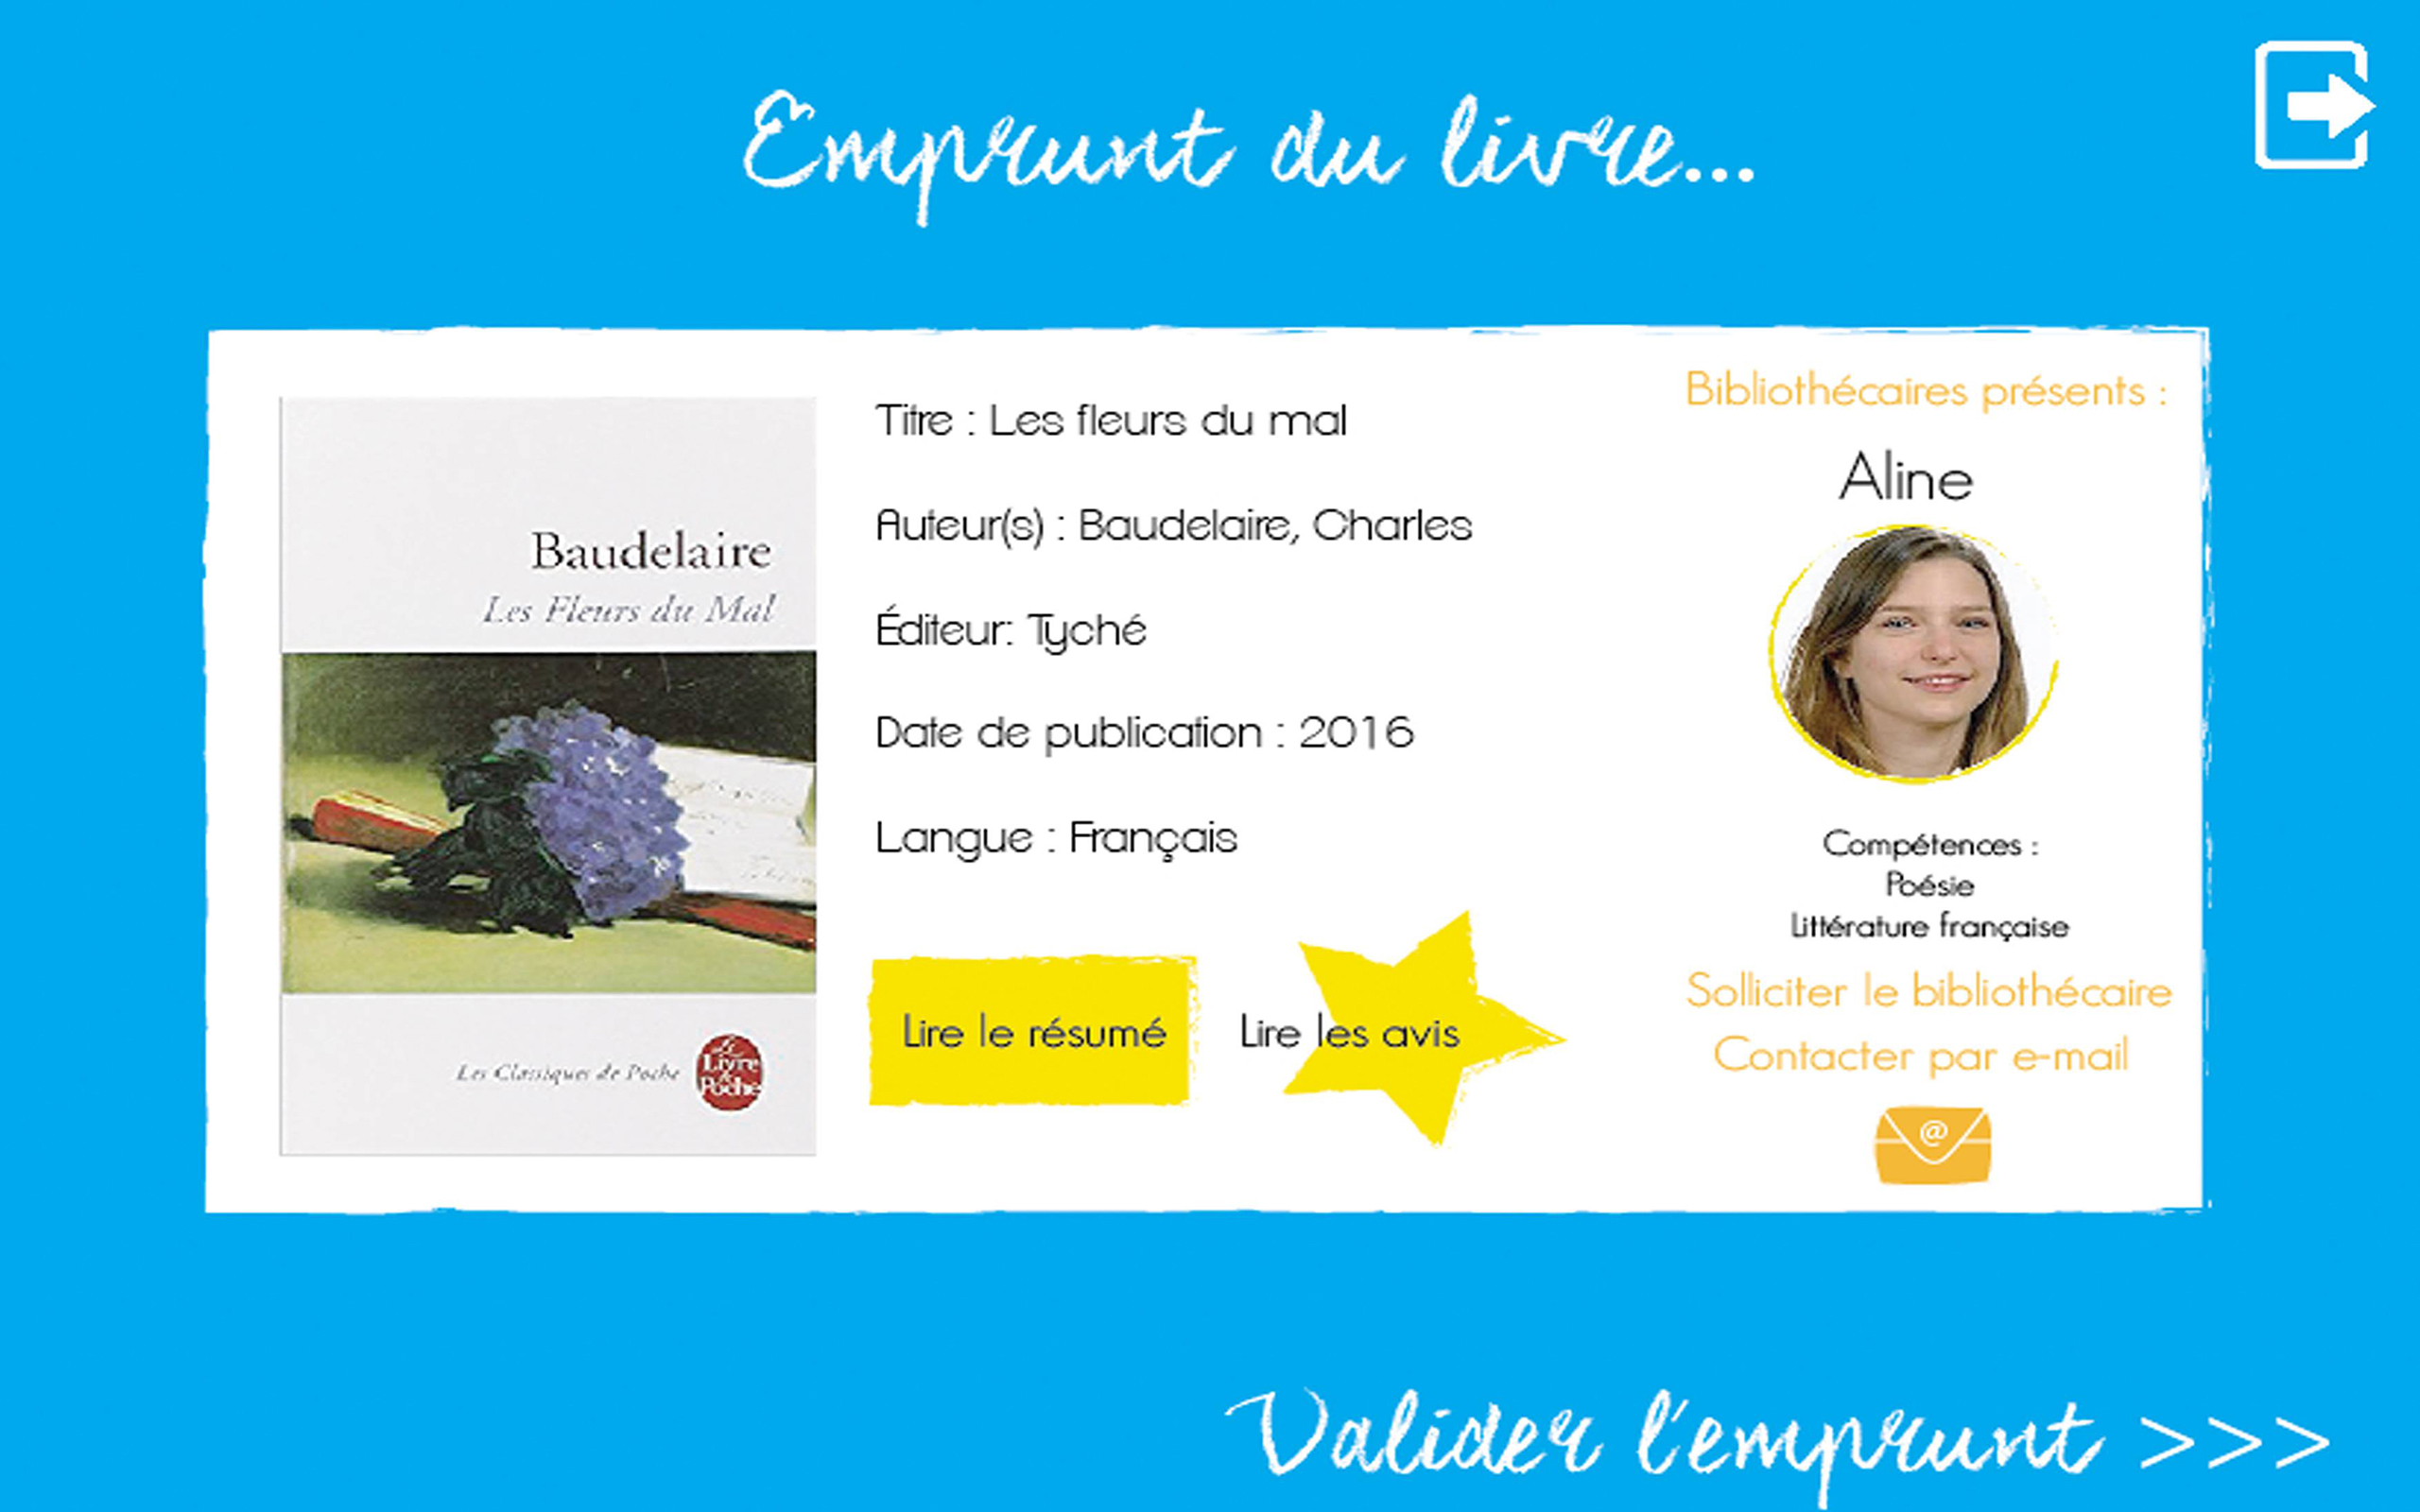 Emprunt du livre...
Baudelaire
Les Fleurs du Mal
Les Classiques de Poche
Le Livre de Poche
Titre : Les fleurs du mal
Auteur(s) : Baudelaire, Charles
Éditeur: Tyché
Date de publication : 2016
Langue : Français
Lire le résumé
Lire les avis
Bibliothécaires présents :
Aline
Compétences :
Poésie
Littérature française
Solliciter le bibliothécaire
Contacter par e-mail
@
Valider l'emprunt >>>